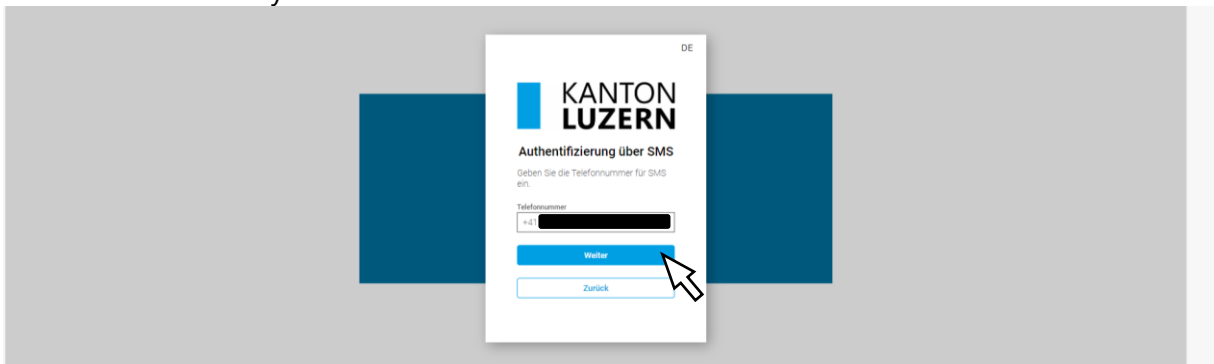 DE
KANTON
LUZERN
Authentifizierung über SMS
Geben Sie die Telefonnummer für SMS
ein.
Telefonnummer
+41
Weiter
Zurück